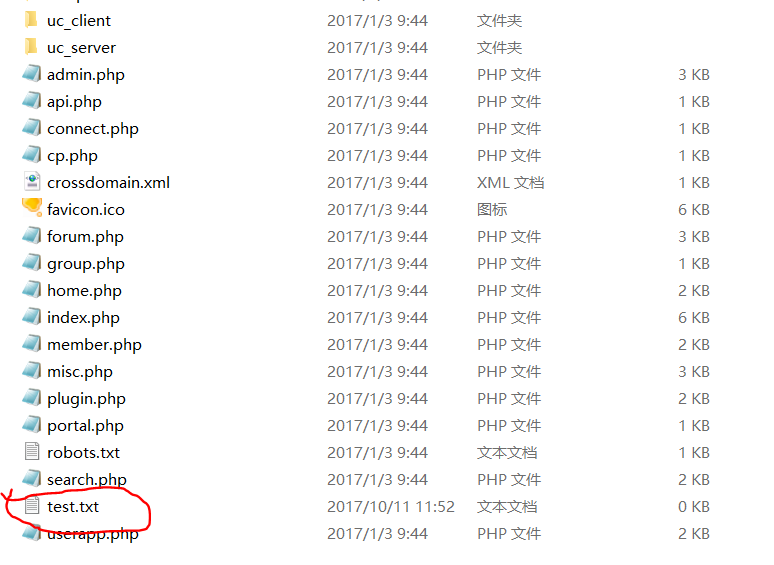 uc_client 2017/1/3 9:44 文件夹
uc_server 2017/1/3 9:44 文件夹
admin.php 2017/1/3 9:44 PHP 文件 3 KB
api.php 2017/1/3 9:44 PHP 文件 1 KB
connect.php 2017/1/3 9:44 PHP 文件 1 KB
cp.php 2017/1/3 9:44 PHP 文件 1 KB
crossdomain.xml 2017/1/3 9:44 XML 文档 1 KB
favicon.ico 2017/1/3 9:44 图标 6 KB
forum.php 2017/1/3 9:44 PHP 文件 3 KB
group.php 2017/1/3 9:44 PHP 文件 1 KB
home.php 2017/1/3 9:44 PHP 文件 2 KB
index.php 2017/1/3 9:44 PHP 文件 6 KB
member.php 2017/1/3 9:44 PHP 文件 2 KB
misc.php 2017/1/3 9:44 PHP 文件 3 KB
plugin.php 2017/1/3 9:44 PHP 文件 2 KB
portal.php 2017/1/3 9:44 PHP 文件 1 KB
robots.txt 2017/1/3 9:44 文本文档 1 KB
search.php 2017/1/3 9:44 PHP 文件 2 KB
test.txt 2017/10/11 11:52 文本文档 0 KB
userapp.php 2017/1/3 9:44 PHP 文件 2 KB